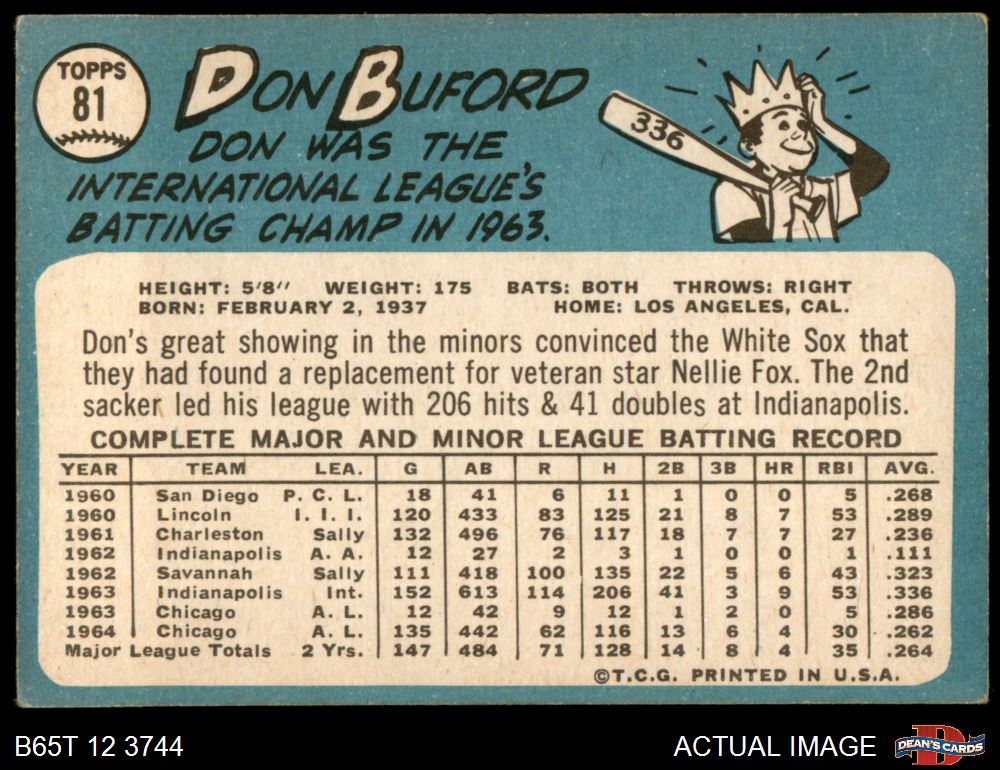 TOPPS
81
DON BUFORD
DON WAS THE
INTERNATIONAL LEAGUE'S
BATTING CHAMP IN 1963.
336
HEIGHT: 5'8" WEIGHT: 175 BATS: BOTH THROWS: RIGHT
BORN: FEBRUARY 2, 1937 HOME: LOS ANGELES, CAL.
Don's great showing in the minors convinced the White Sox that
they had found a replacement for veteran star Nellie Fox. The 2nd
sacker led his league with 206 hits & 41 doubles at Indianapolis.
COMPLETE MAJOR AND MINOR LEAGUE BATTING RECORD
YEAR TEAM LEA. G AB R H 2B 3B HR RBI AVG.
1960 San Diego P. C. L. 18 41 6 11 1 0 0 5 .268
1960 Lincoln I. I. I. 120 433 83 125 21 8 7 53 .289
1961 Charleston Sally 132 496 76 117 18 7 7 27 .236
1962 Indianapolis A. A. 12 27 2 3 1 0 0 1 .111
1962 Savannah Sally 111 418 100 135 22 5 6 43 .323
1963 Indianapolis Int. 152 613 114 206 41 3 9 53 .336
1963 Chicago A. L. 12 42 9 12 1 2 0 5 .286
1964 Chicago A. L. 135 442 62 116 13 6 4 30 .262
Major League Totals 2 Yrs. 147 484 71 128 14 8 4 35 .264
©T.C.G. PRINTED IN U.S.A.
B65T 12 3744 ACTUAL IMAGE D DEAN'S CARDS